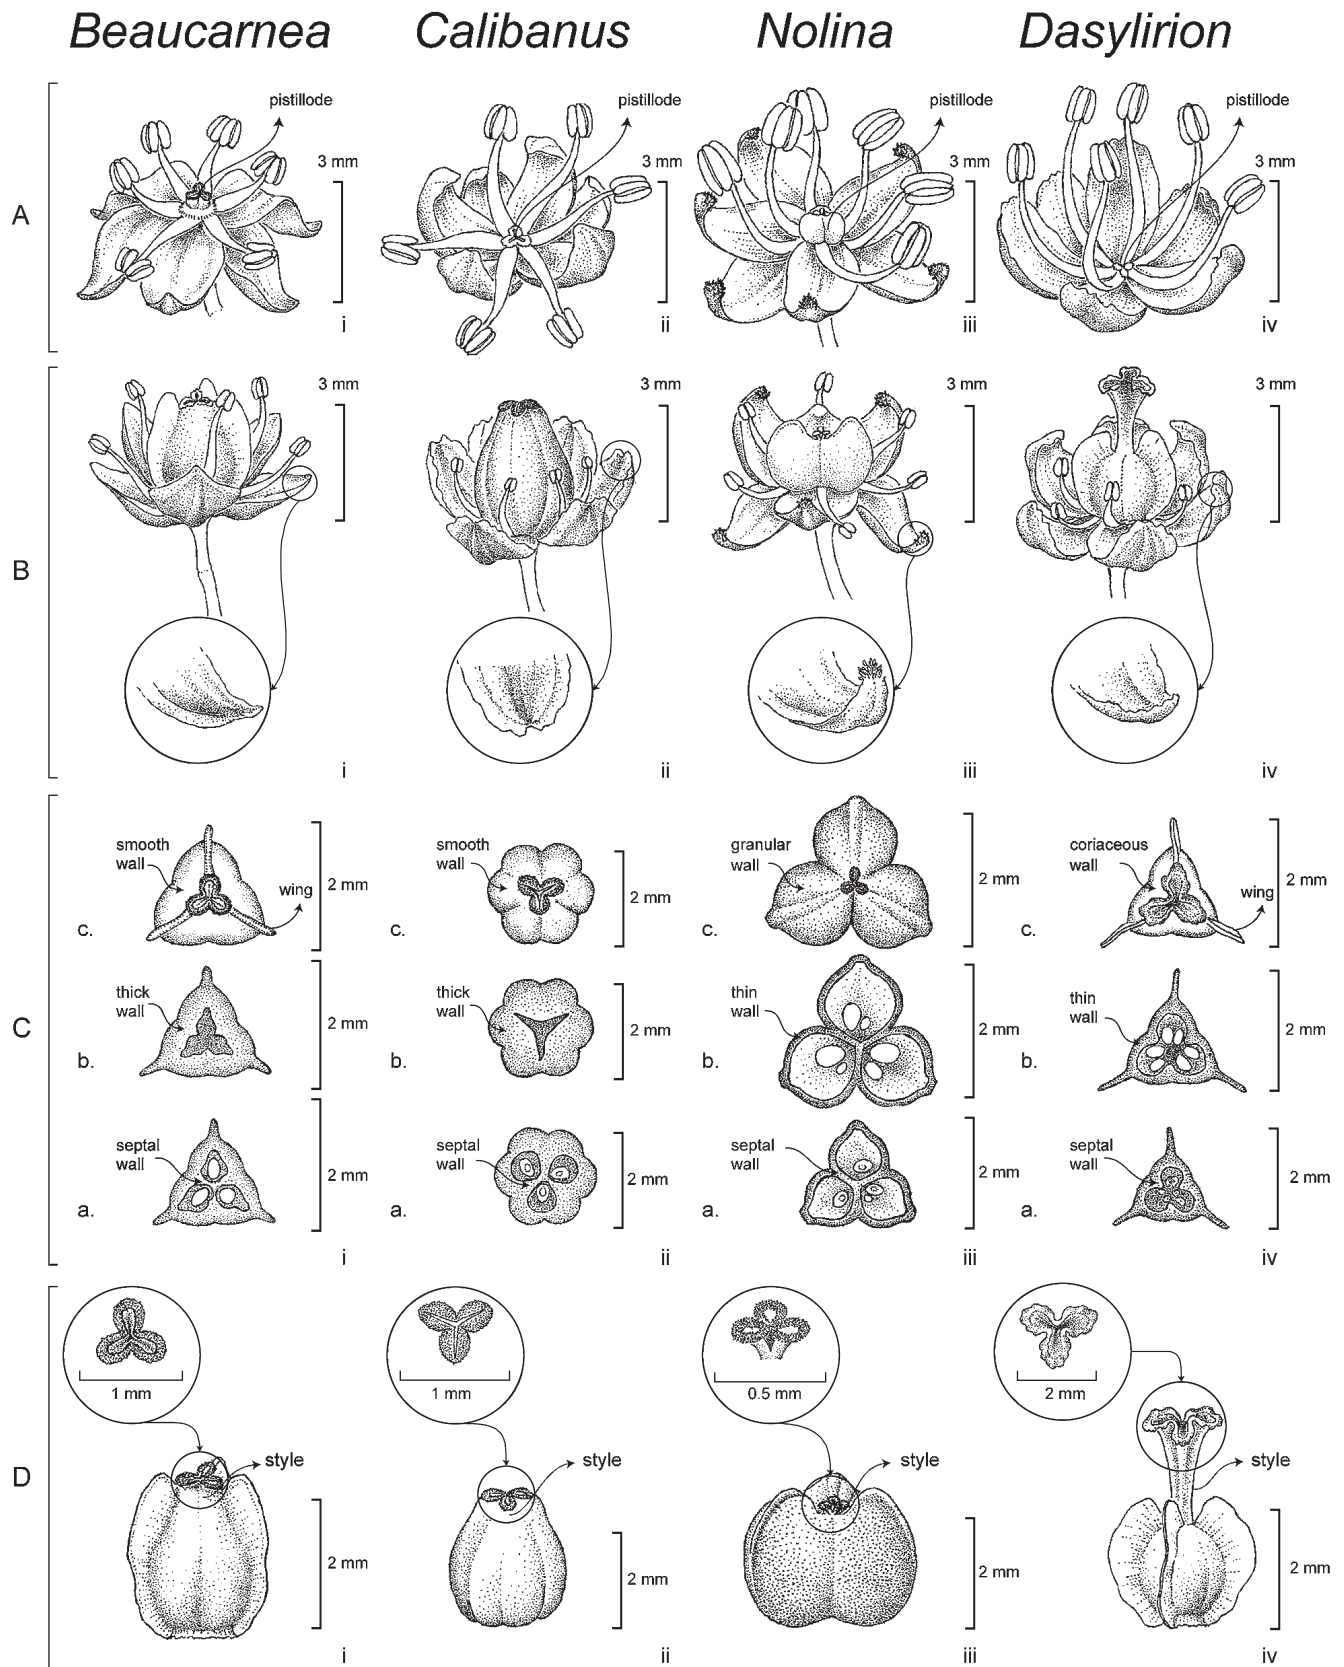 Beaucarnea Calibanus Nolina Dasylirion
A
pistillode
3 mm
i
pistillode
3 mm
ii
pistillode
3 mm
iii
pistillode
3 mm
iv
B
3 mm
i
3 mm
ii
3 mm
iii
3 mm
iv
C
smooth
wall
wing
2 mm
c.
thick
wall
2 mm
b.
septal
wall
2 mm
a.
i
smooth
wall
2 mm
c.
thick
wall
2 mm
b.
septal
wall
2 mm
a.
ii
granular
wall
2 mm
c.
thin
wall
2 mm
b.
septal
wall
2 mm
a.
iii
coriaceous
wall
wing
2 mm
c.
thin
wall
2 mm
b.
septal
wall
2 mm
a.
iv
D
1 mm
style
2 mm
i
1 mm
style
2 mm
ii
0.5 mm
style
2 mm
iii
2 mm
style
2 mm
iv